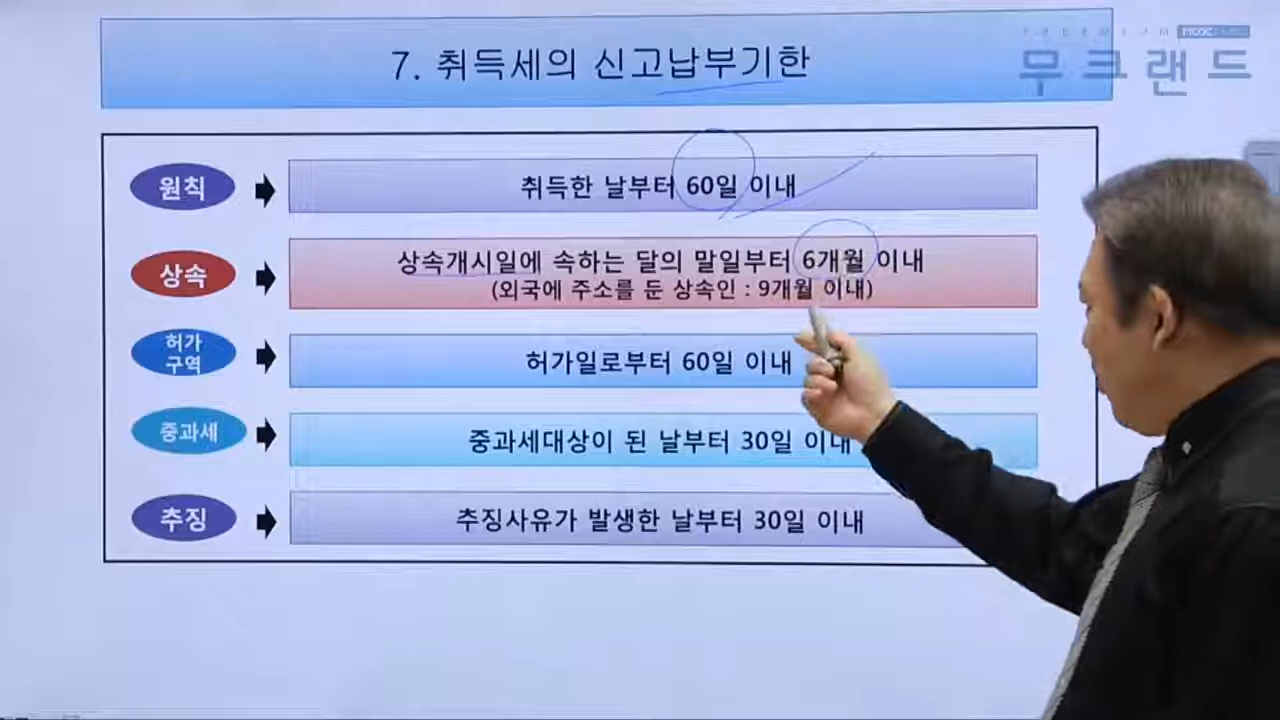 7. 취득세의 신고납부기한
PREEMIUM MOOC LAND
무크랜드
원칙
취득한 날부터 60일 이내
상속
상속개시일에 속하는 달의 말일부터 6개월 이내
(외국에 주소를 둔 상속인 : 9개월 이내)
허가
구역
허가일로부터 60일 이내
중과세
중과세대상이 된 날부터 30일 이내
추징
추징사유가 발생한 날부터 30일 이내